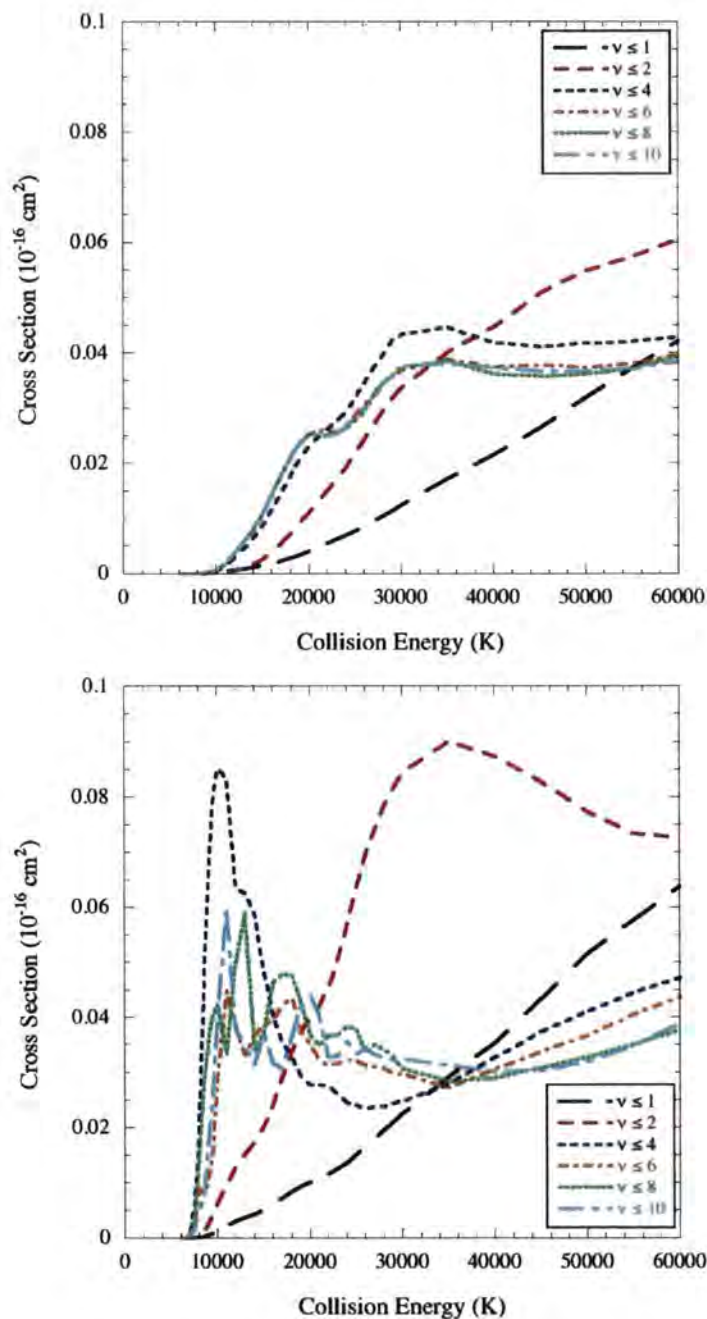 0.1
0.08
0.06
0.04
0.02
0
Cross Section (10⁻¹⁶ cm²)
ν ≤ 1
ν ≤ 2
ν ≤ 4
ν ≤ 6
ν ≤ 8
ν ≤ 10
0 10000 20000 30000 40000 50000 60000
Collision Energy (K)
0.1
0.08
0.06
0.04
0.02
0
Cross Section (10⁻¹⁶ cm²)
ν ≤ 1
ν ≤ 2
ν ≤ 4
ν ≤ 6
ν ≤ 8
ν ≤ 10
0 10000 20000 30000 40000 50000 60000
Collision Energy (K)